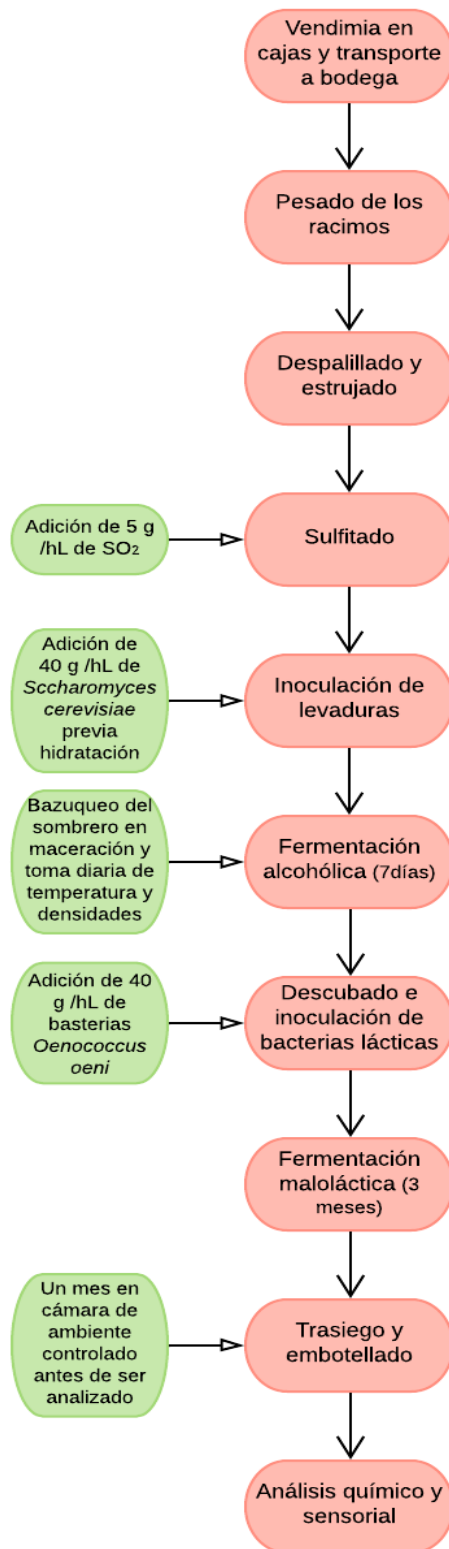 Vendimia en
cajas y transporte
a bodega
Pesado de los
racimos
Despalillado y
estrujado
Adición de 5 g
/hL de SO₂
Sulfitado
Adición de
40 g /hL de
Sccharomyces
cerevisiae
previa
hidratación
Inoculación de
levaduras
Bazuqueo del
sombrero en
maceración y
toma diaria de
temperatura y
densidades
Fermentación
alcohólica (7días)
Adición de 40
g /hL de
basterias
Oenococcus
oeni
Descubado e
inoculación de
bacterias lácticas
Fermentación
maloláctica (3
meses)
Un mes en
cámara de
ambiente
controlado
antes de ser
analizado
Trasiego y
embotellado
Análisis químico y
sensorial